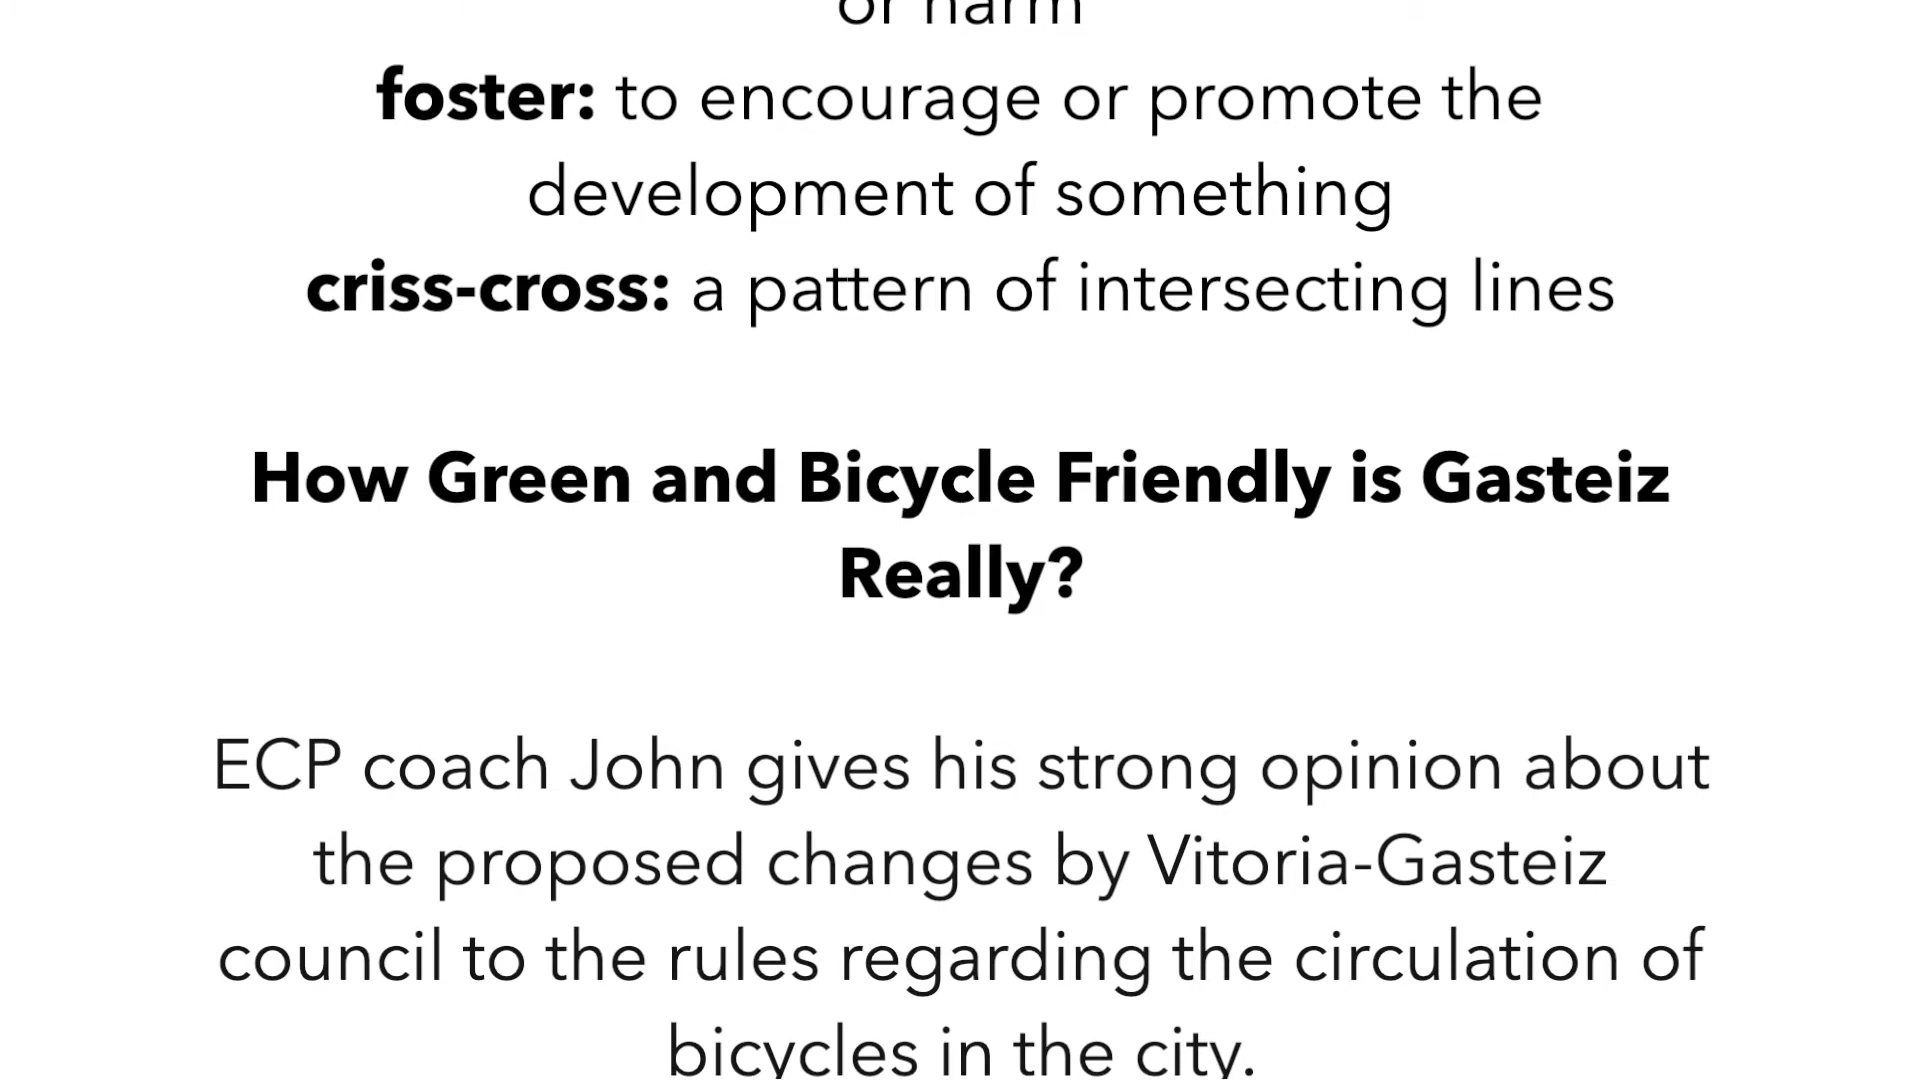 or harm
foster: to encourage or promote the
development of something
criss-cross: a pattern of intersecting lines
How Green and Bicycle Friendly is Gasteiz
Really?
ECP coach John gives his strong opinion about
the proposed changes by Vitoria-Gasteiz
council to the rules regarding the circulation of
bicycles in the city.